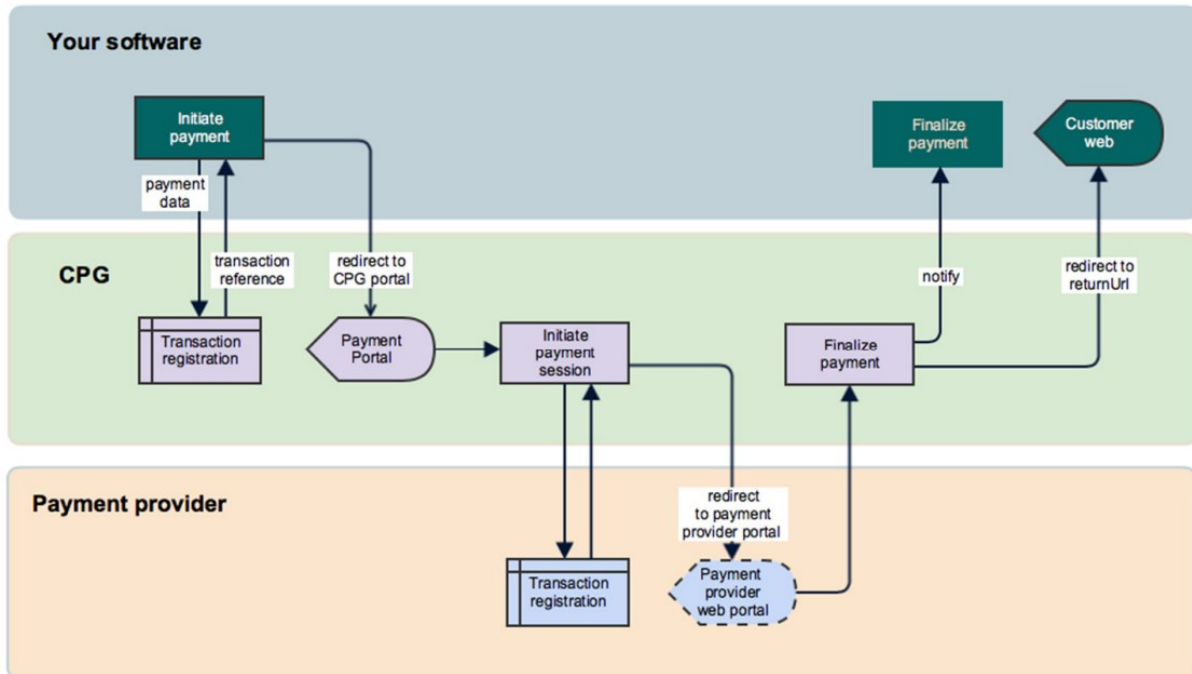 Your software
Initiate
payment
Finalize
payment
Customer
web
payment
data
transaction
reference
redirect to
CPG portal
notify
redirect to
returnUrl
CPG
Transaction
registration
Payment
Portal
Initiate
payment
session
Finalize
payment
Payment provider
redirect
to payment
provider portal
Transaction
registration
Payment
provider
web portal